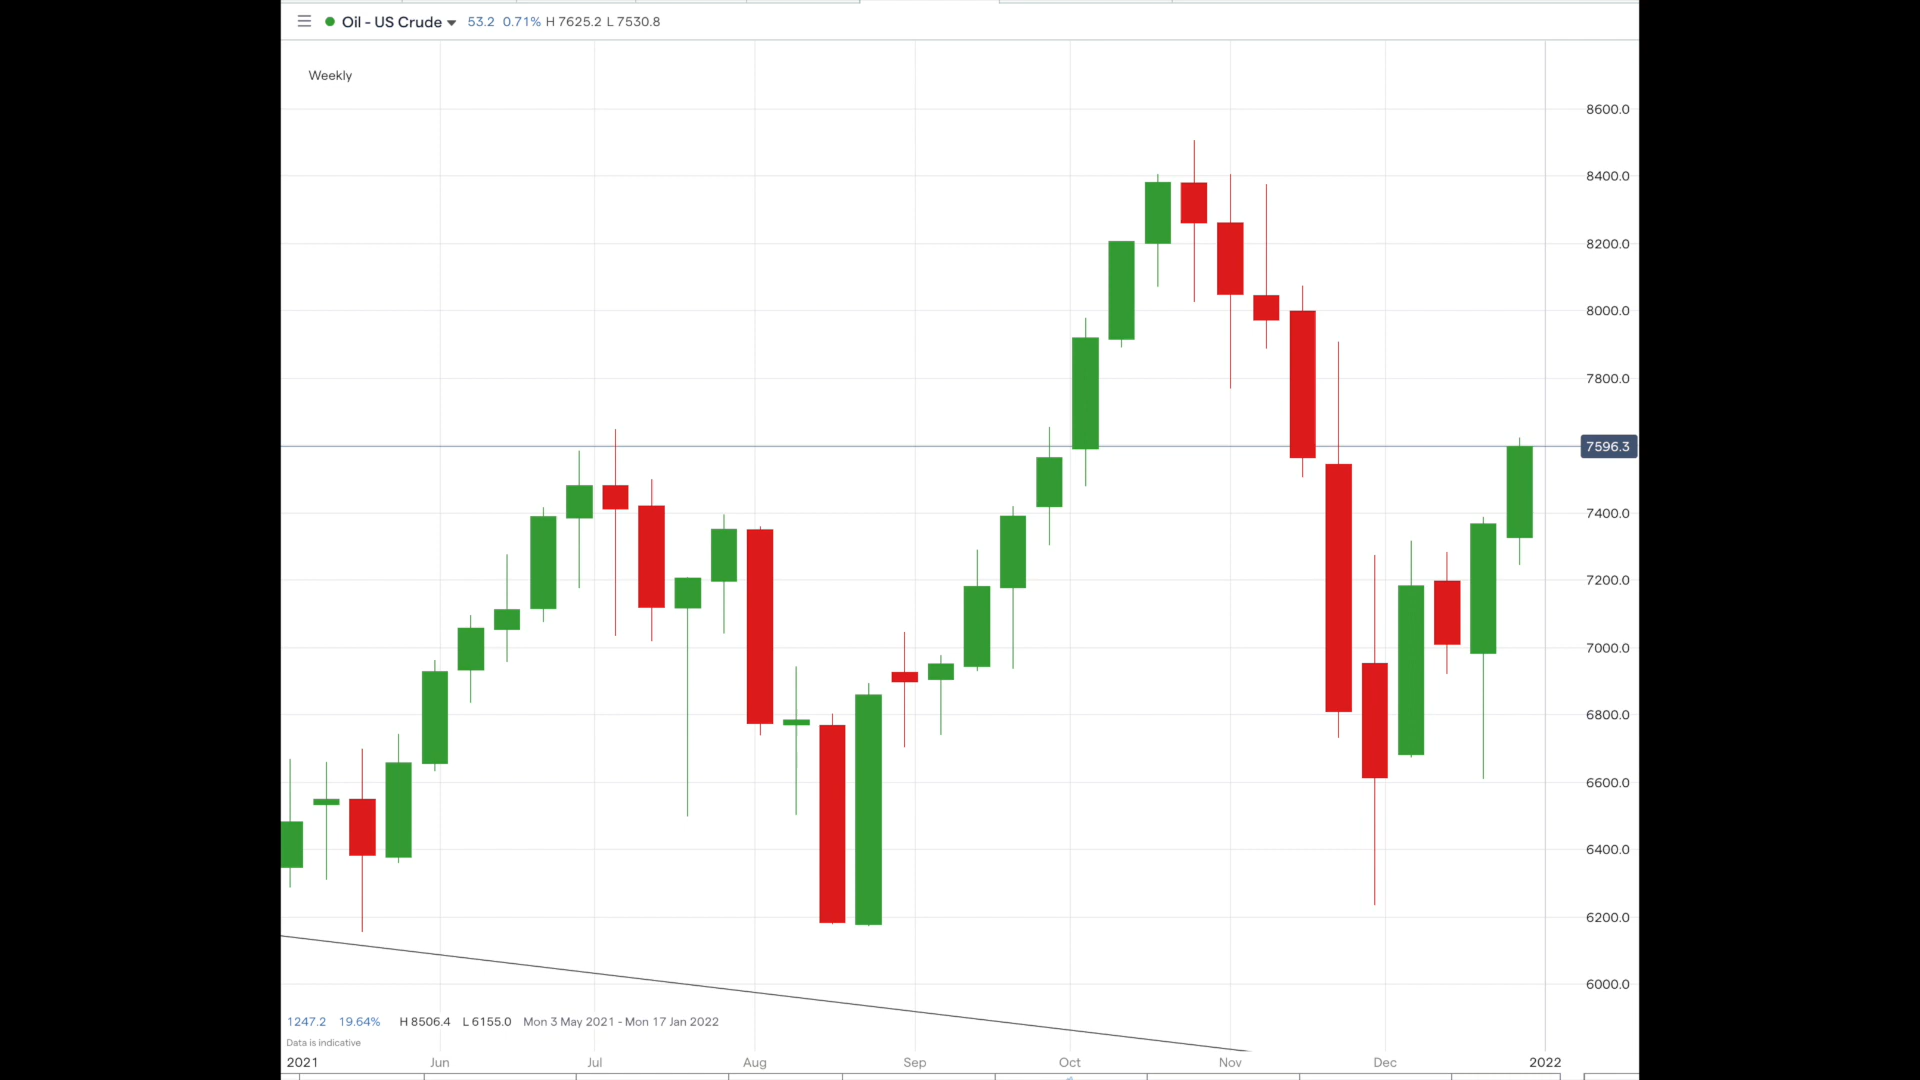 Oil - US Crude 53.2 0.71% H 7625.2 L 7530.8
Weekly
8600.0
8400.0
8200.0
8000.0
7800.0
7596.3
7400.0
7200.0
7000.0
6800.0
6600.0
6400.0
6200.0
6000.0
1247.2 19.64% H 8506.4 L 6155.0 Mon 3 May 2021 - Mon 17 Jan 2022
Data is indicative
2021 Jun Jul Aug Sep Oct Nov Dec 2022